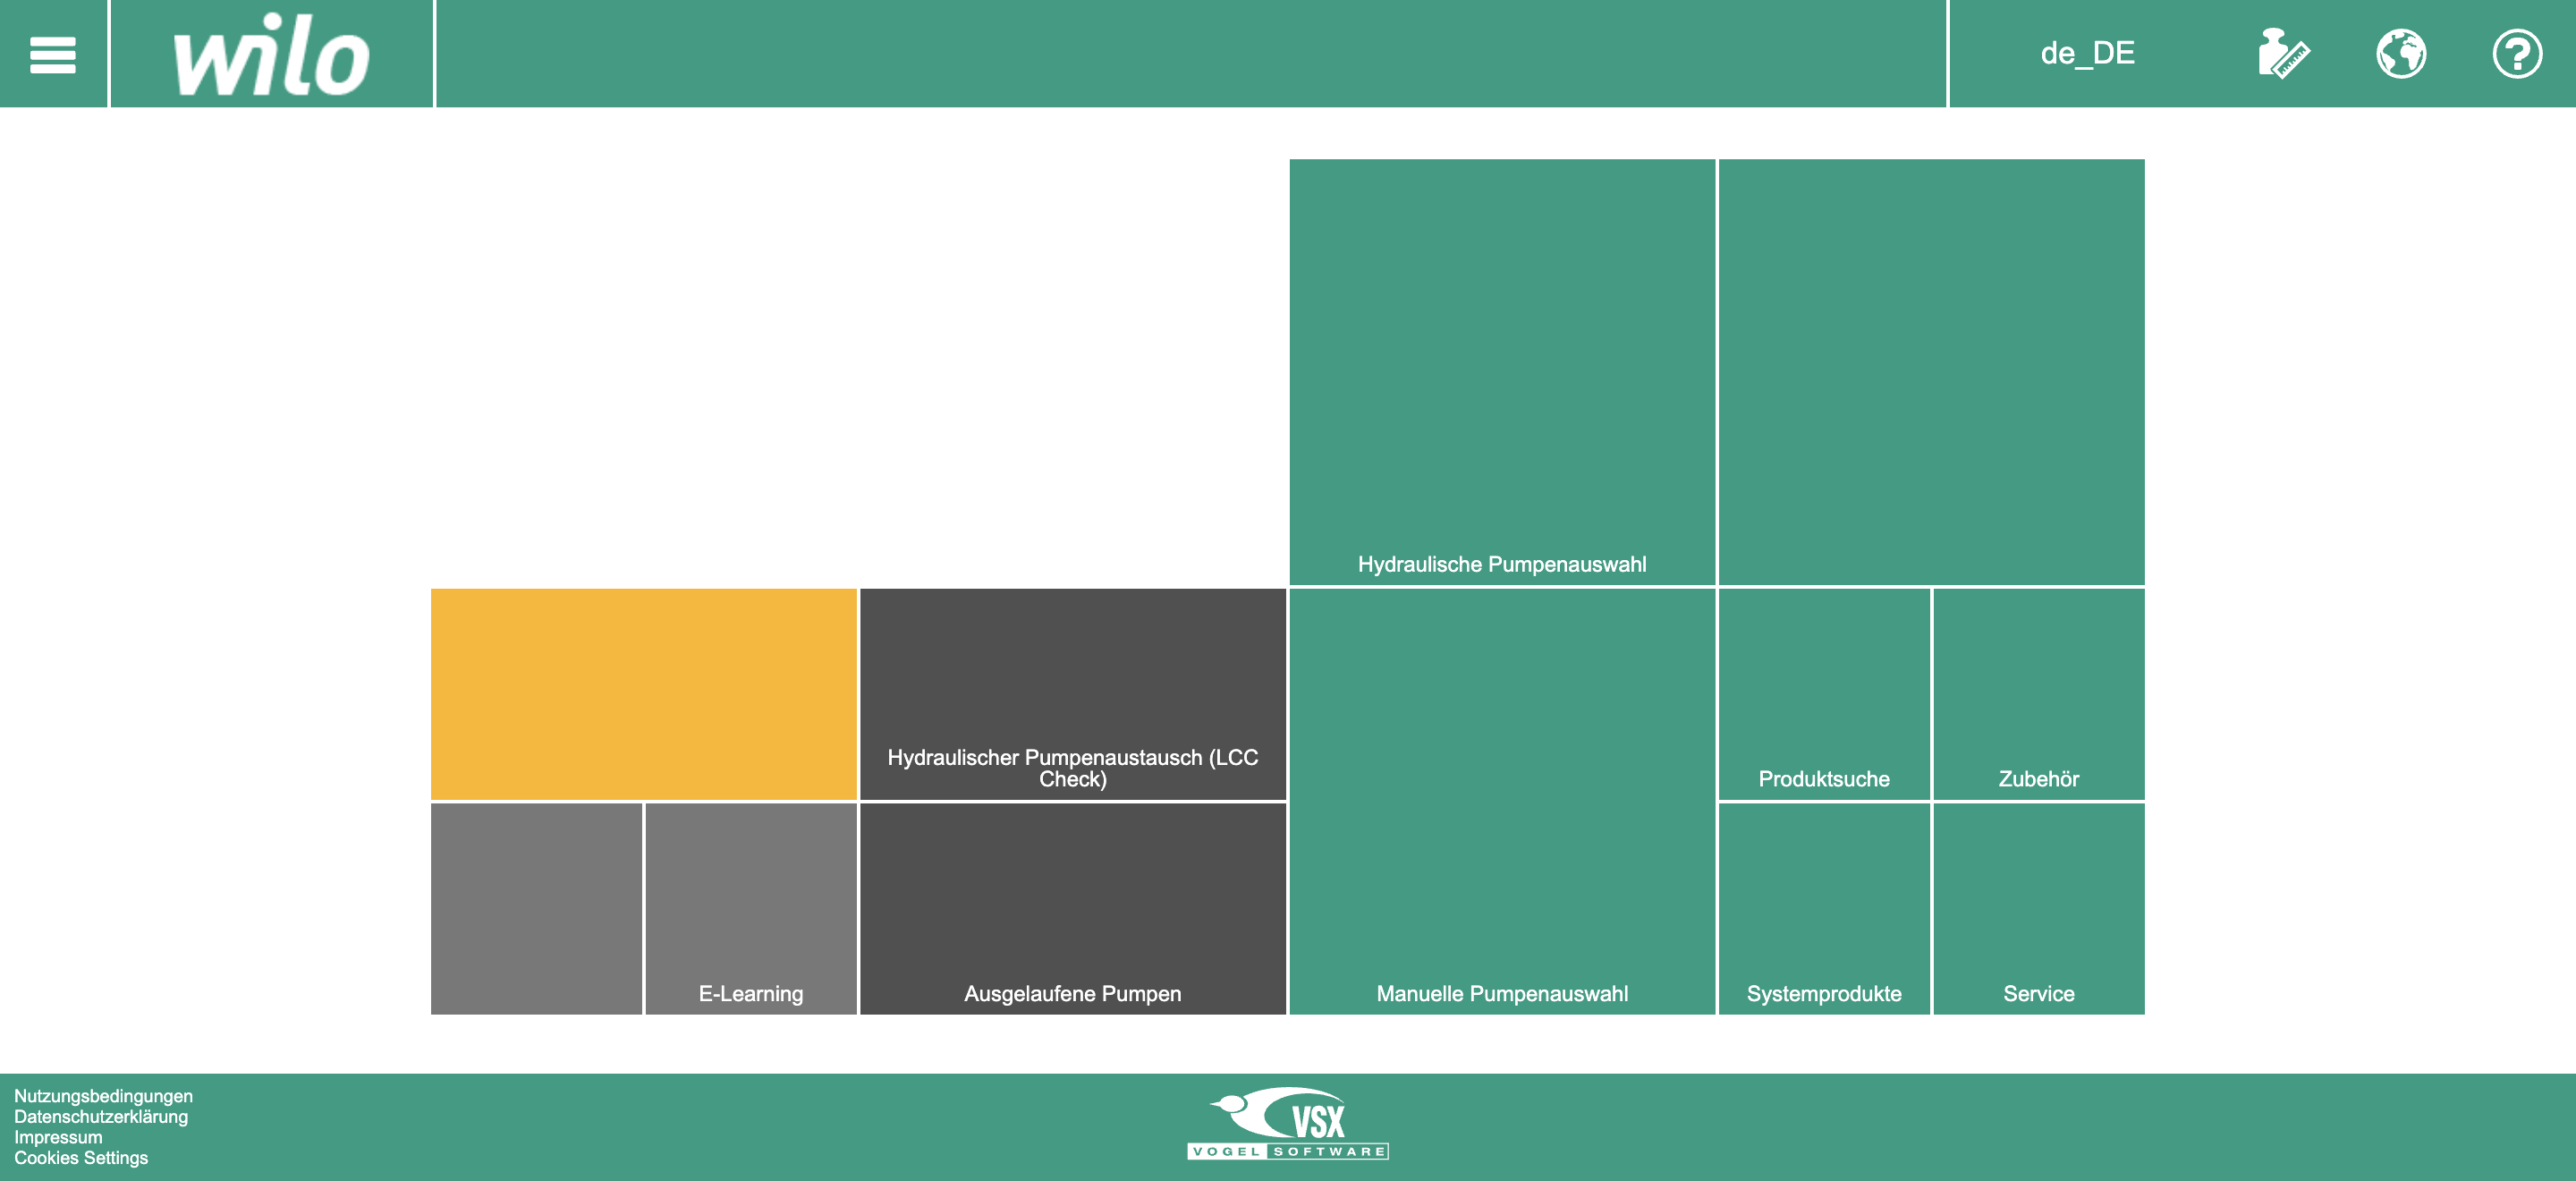 wilo
de_DE
Hydraulische Pumpenauswahl
Hydraulischer Pumpenaustausch (LCC
Check)
Produktsuche
Zubehör
E-Learning
Ausgelaufene Pumpen
Manuelle Pumpenauswahl
Systemprodukte
Service
Nutzungsbedingungen
Datenschutzerklärung
Impressum
Cookies Settings
VSX
VOGEL SOFTWARE